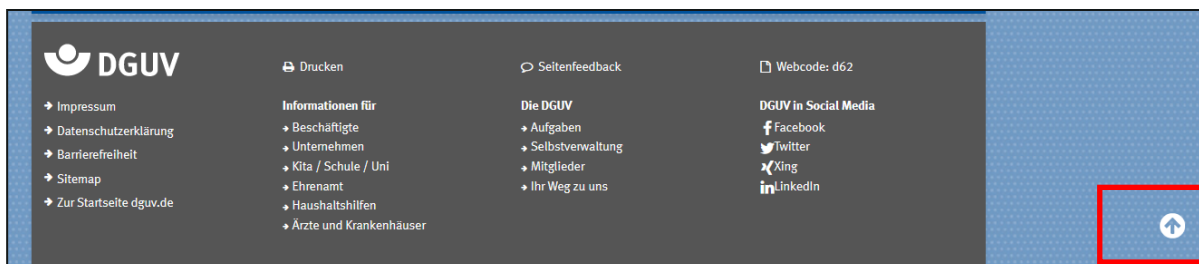 DGUV
Drucken
Seitenfeedback
Webcode: d62
Impressum
Datenschutzerklärung
Barrierefreiheit
Sitemap
Zur Startseite dguv.de
Informationen für
Beschäftigte
Unternehmen
Kita / Schule / Uni
Ehrenamt
Haushaltshilfen
Ärzte und Krankenhäuser
Die DGUV
Aufgaben
Selbstverwaltung
Mitglieder
Ihr Weg zu uns
DGUV in Social Media
Facebook
Twitter
Xing
LinkedIn